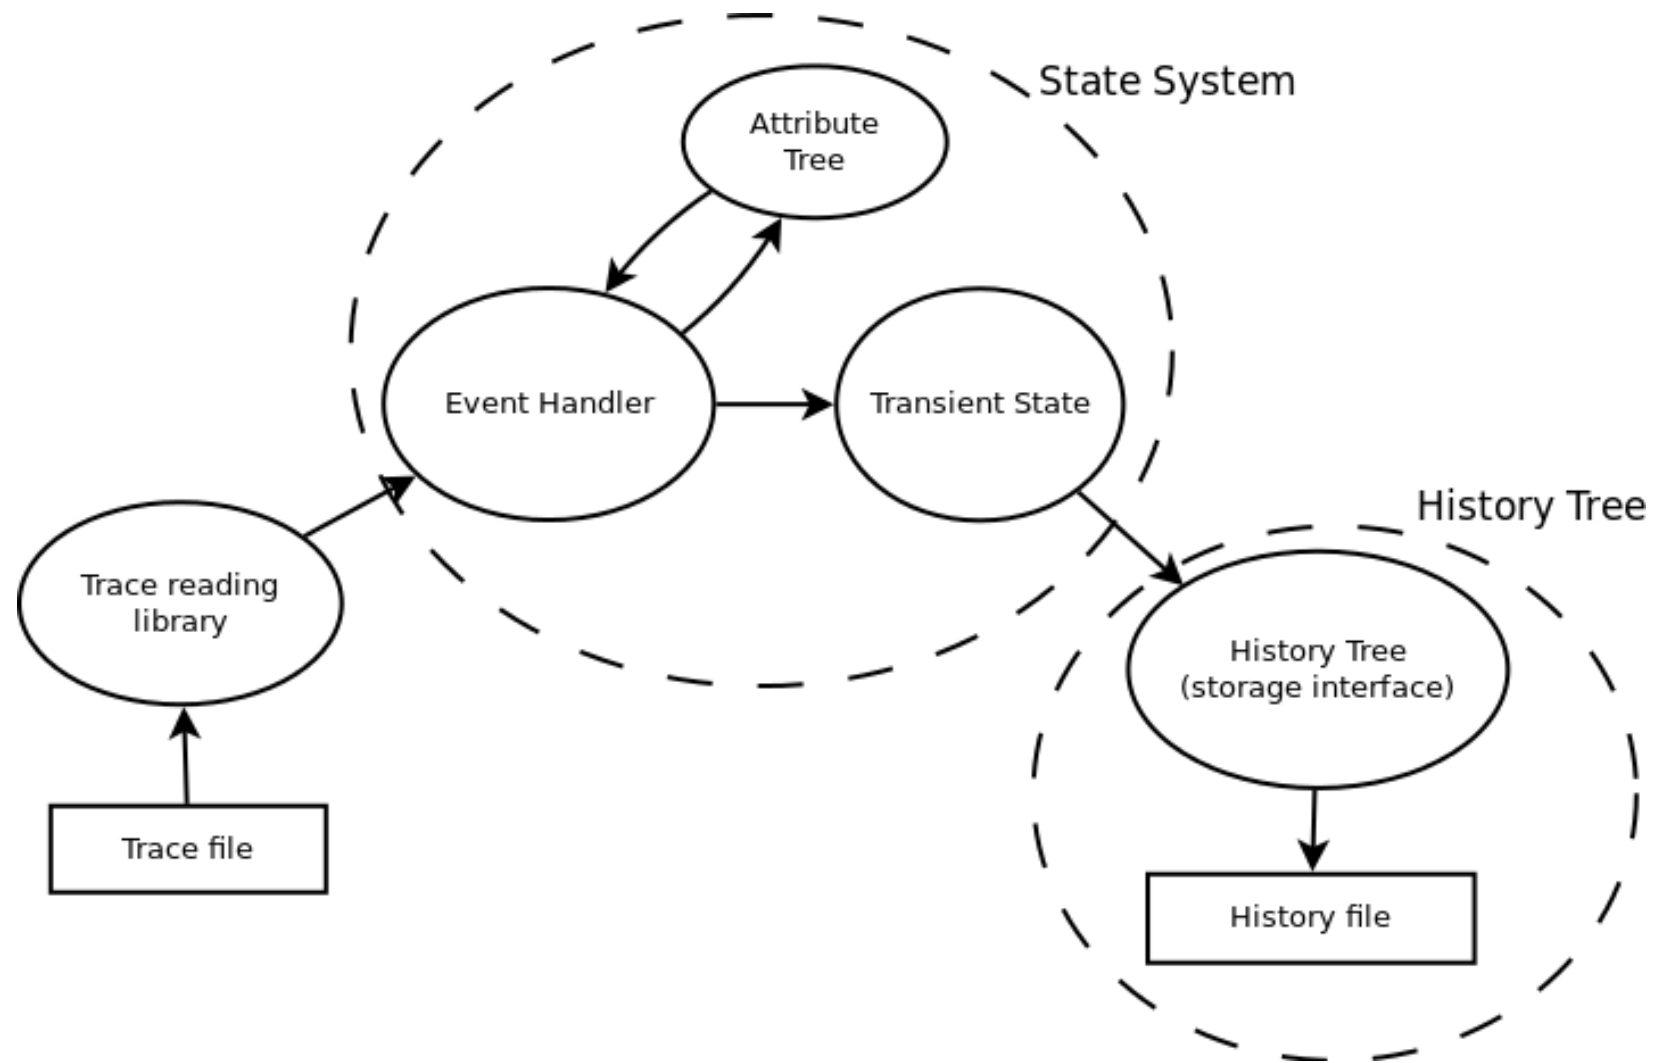 State System
Attribute
Tree
Event Handler
Transient State
History Tree
Trace reading
library
History Tree
(storage interface)
Trace file
History file